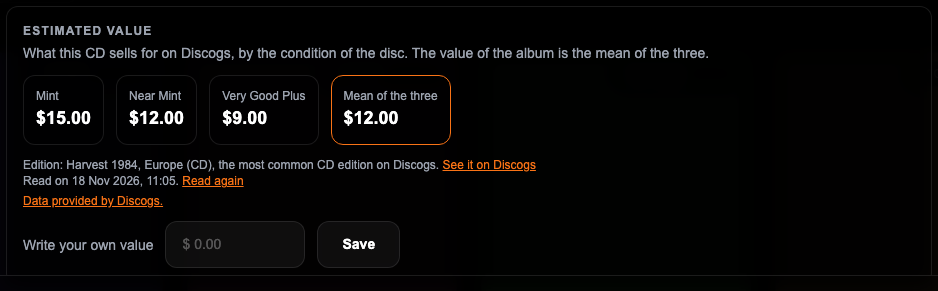 ESTIMATED VALUE
What this CD sells for on Discogs, by the condition of the disc. The value of the album is the mean of the three.
Mint
$15.00
Near Mint
$12.00
Very Good Plus
$9.00
Mean of the three
$12.00
Edition: Harvest 1984, Europe (CD), the most common CD edition on Discogs. See it on Discogs
Read on 18 Nov 2026, 11:05. Read again
Data provided by Discogs.
Write your own value
$ 0.00
Save